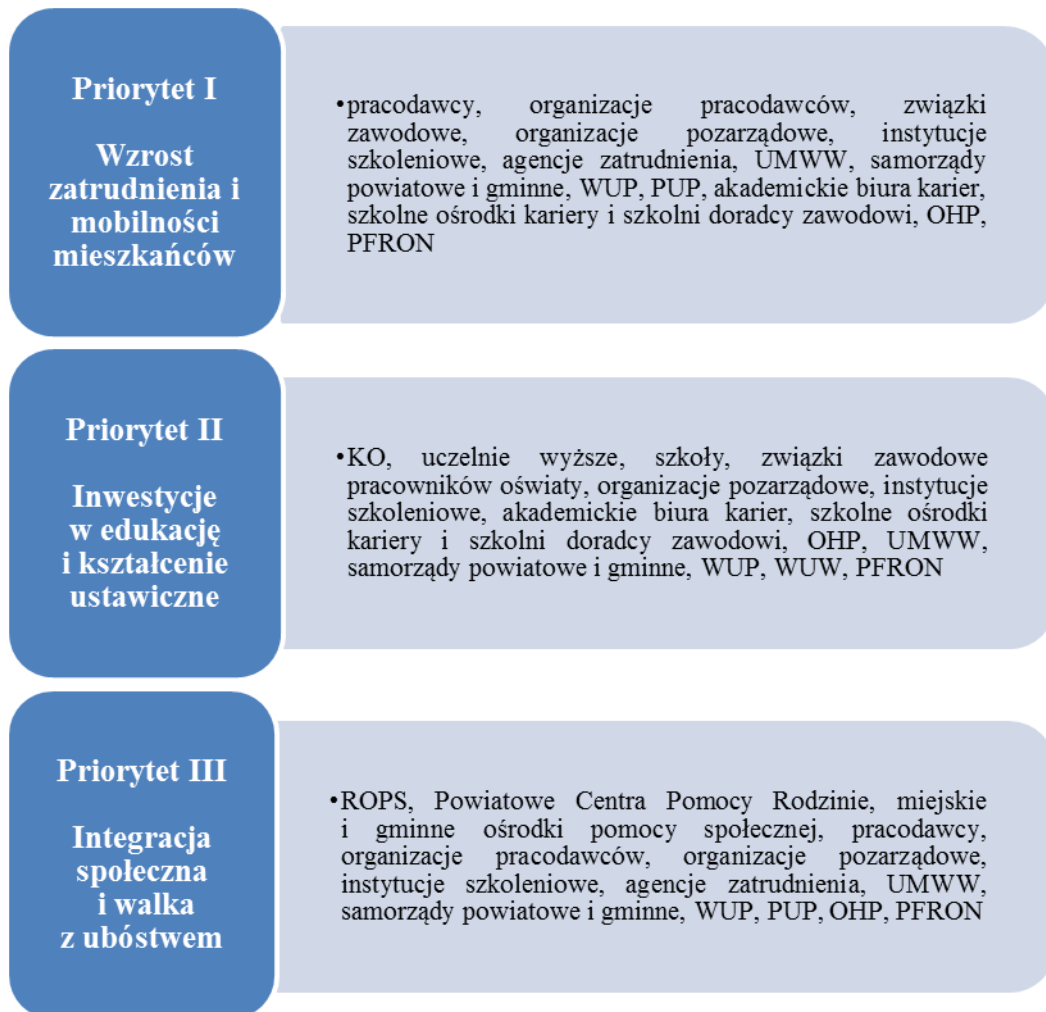 Priorytet I
Wzrost
zatrudnienia i
mobilności
mieszkańców
•pracodawcy, organizacje pracodawców, związki
zawodowe, organizacje pozarządowe, instytucje
szkoleniowe, agencje zatrudnienia, UMWW, samorządy
powiatowe i gminne, WUP, PUP, akademickie biura karier,
szkolne ośrodki kariery i szkolni doradcy zawodowi, OHP,
PFRON
Priorytet II
Inwestycje
w edukację
i kształcenie
ustawiczne
•KO, uczelnie wyższe, szkoły, związki zawodowe
pracowników oświaty, organizacje pozarządowe, instytucje
szkoleniowe, akademickie biura karier, szkolne ośrodki
kariery i szkolni doradcy zawodowi, OHP, UMWW,
samorządy powiatowe i gminne, WUP, WUW, PFRON
Priorytet III
Integracja
społeczna
i walka
z ubóstwem
•ROPS, Powiatowe Centra Pomocy Rodzinie, miejskie
i gminne ośrodki pomocy społecznej, pracodawcy,
organizacje pracodawców, organizacje pozarządowe,
instytucje szkoleniowe, agencje zatrudnienia, UMWW,
samorządy powiatowe i gminne, WUP, PUP, OHP, PFRON